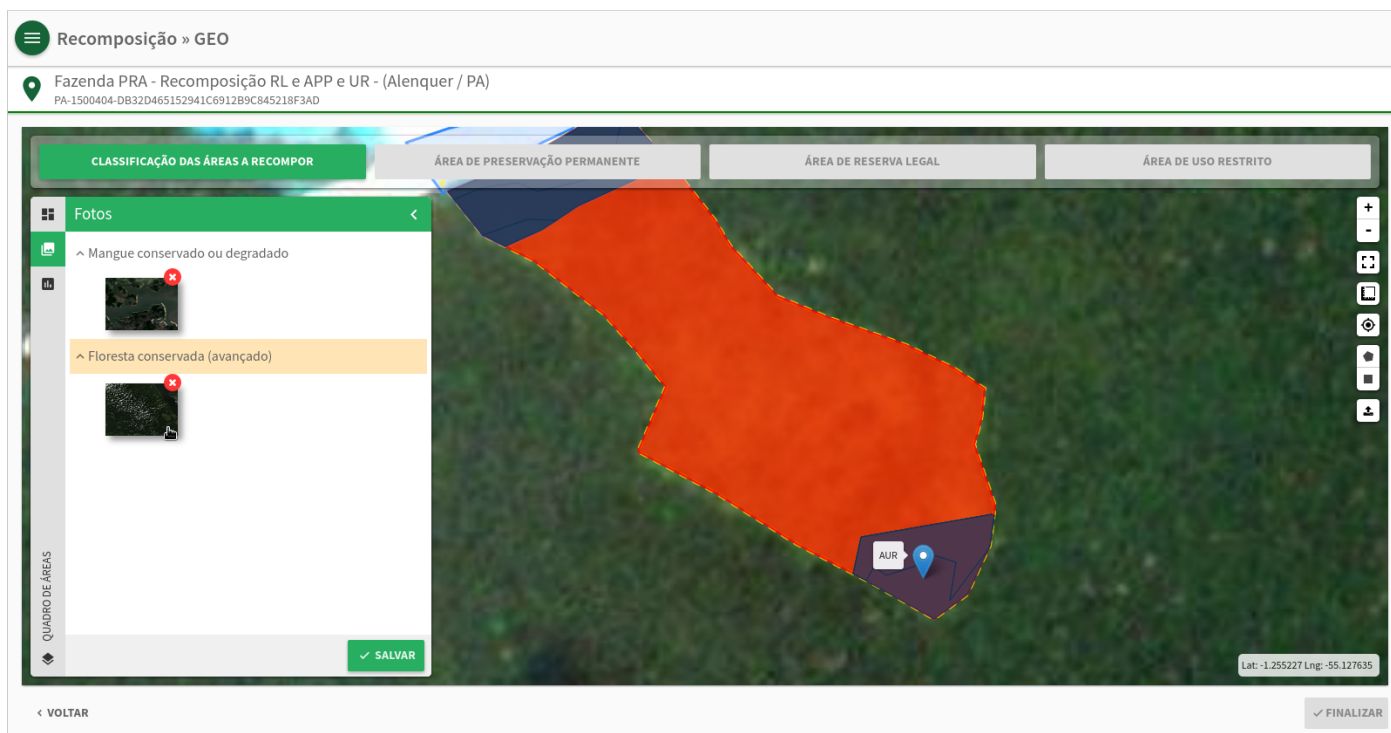 Recomposição » GEO
Fazenda PRA - Recomposição RL e APP e UR - (Alenquer / PA)
PA-1500404-DB32D465152941C6912B9C845218F3AD
CLASSIFICAÇÃO DAS ÁREAS A RECOMPOR
ÁREA DE PRESERVAÇÃO PERMANENTE
ÁREA DE RESERVA LEGAL
ÁREA DE USO RESTRITO
Fotos
Mangue conservado ou degradado
Floresta conservada (avançado)
QUADRO DE ÁREAS
SALVAR
+
-
AUR
Lat: -1.255227 Lng: -55.127635
VOLTAR
FINALIZAR